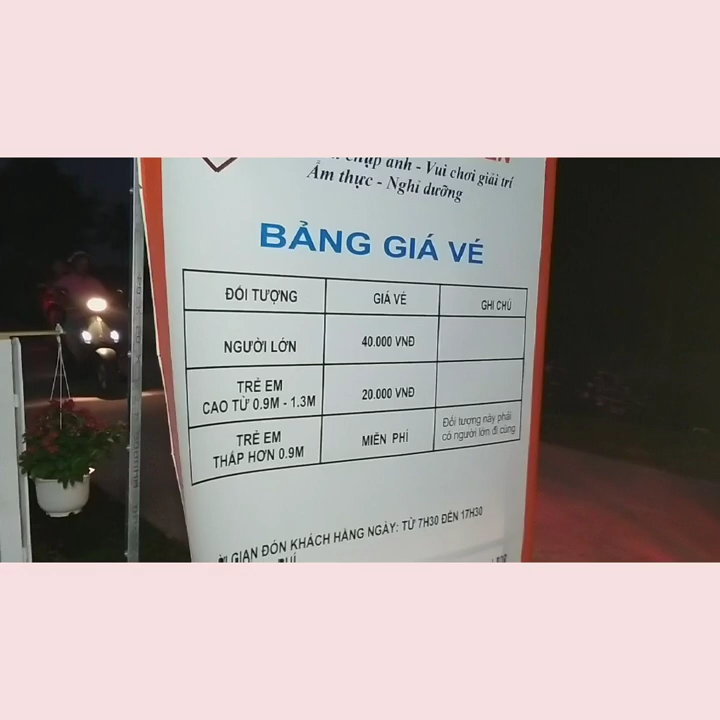 chụp ảnh - Vui chơi giải trí
Ẩm thực - Nghỉ dưỡng
BẢNG GIÁ VÉ
ĐỐI TƯỢNG GIÁ VÉ GHI CHÚ
NGƯỜI LỚN 40.000 VNĐ
TRẺ EM
CAO TỪ 0.9M - 1.3M 20.000 VNĐ
TRẺ EM
THẤP HƠN 0.9M MIỄN PHÍ Đối tượng này phải
có người lớn đi cùng
GIAN ĐÓN KHÁCH HÀNG NGÀY: TỪ 7H30 ĐẾN 17H30